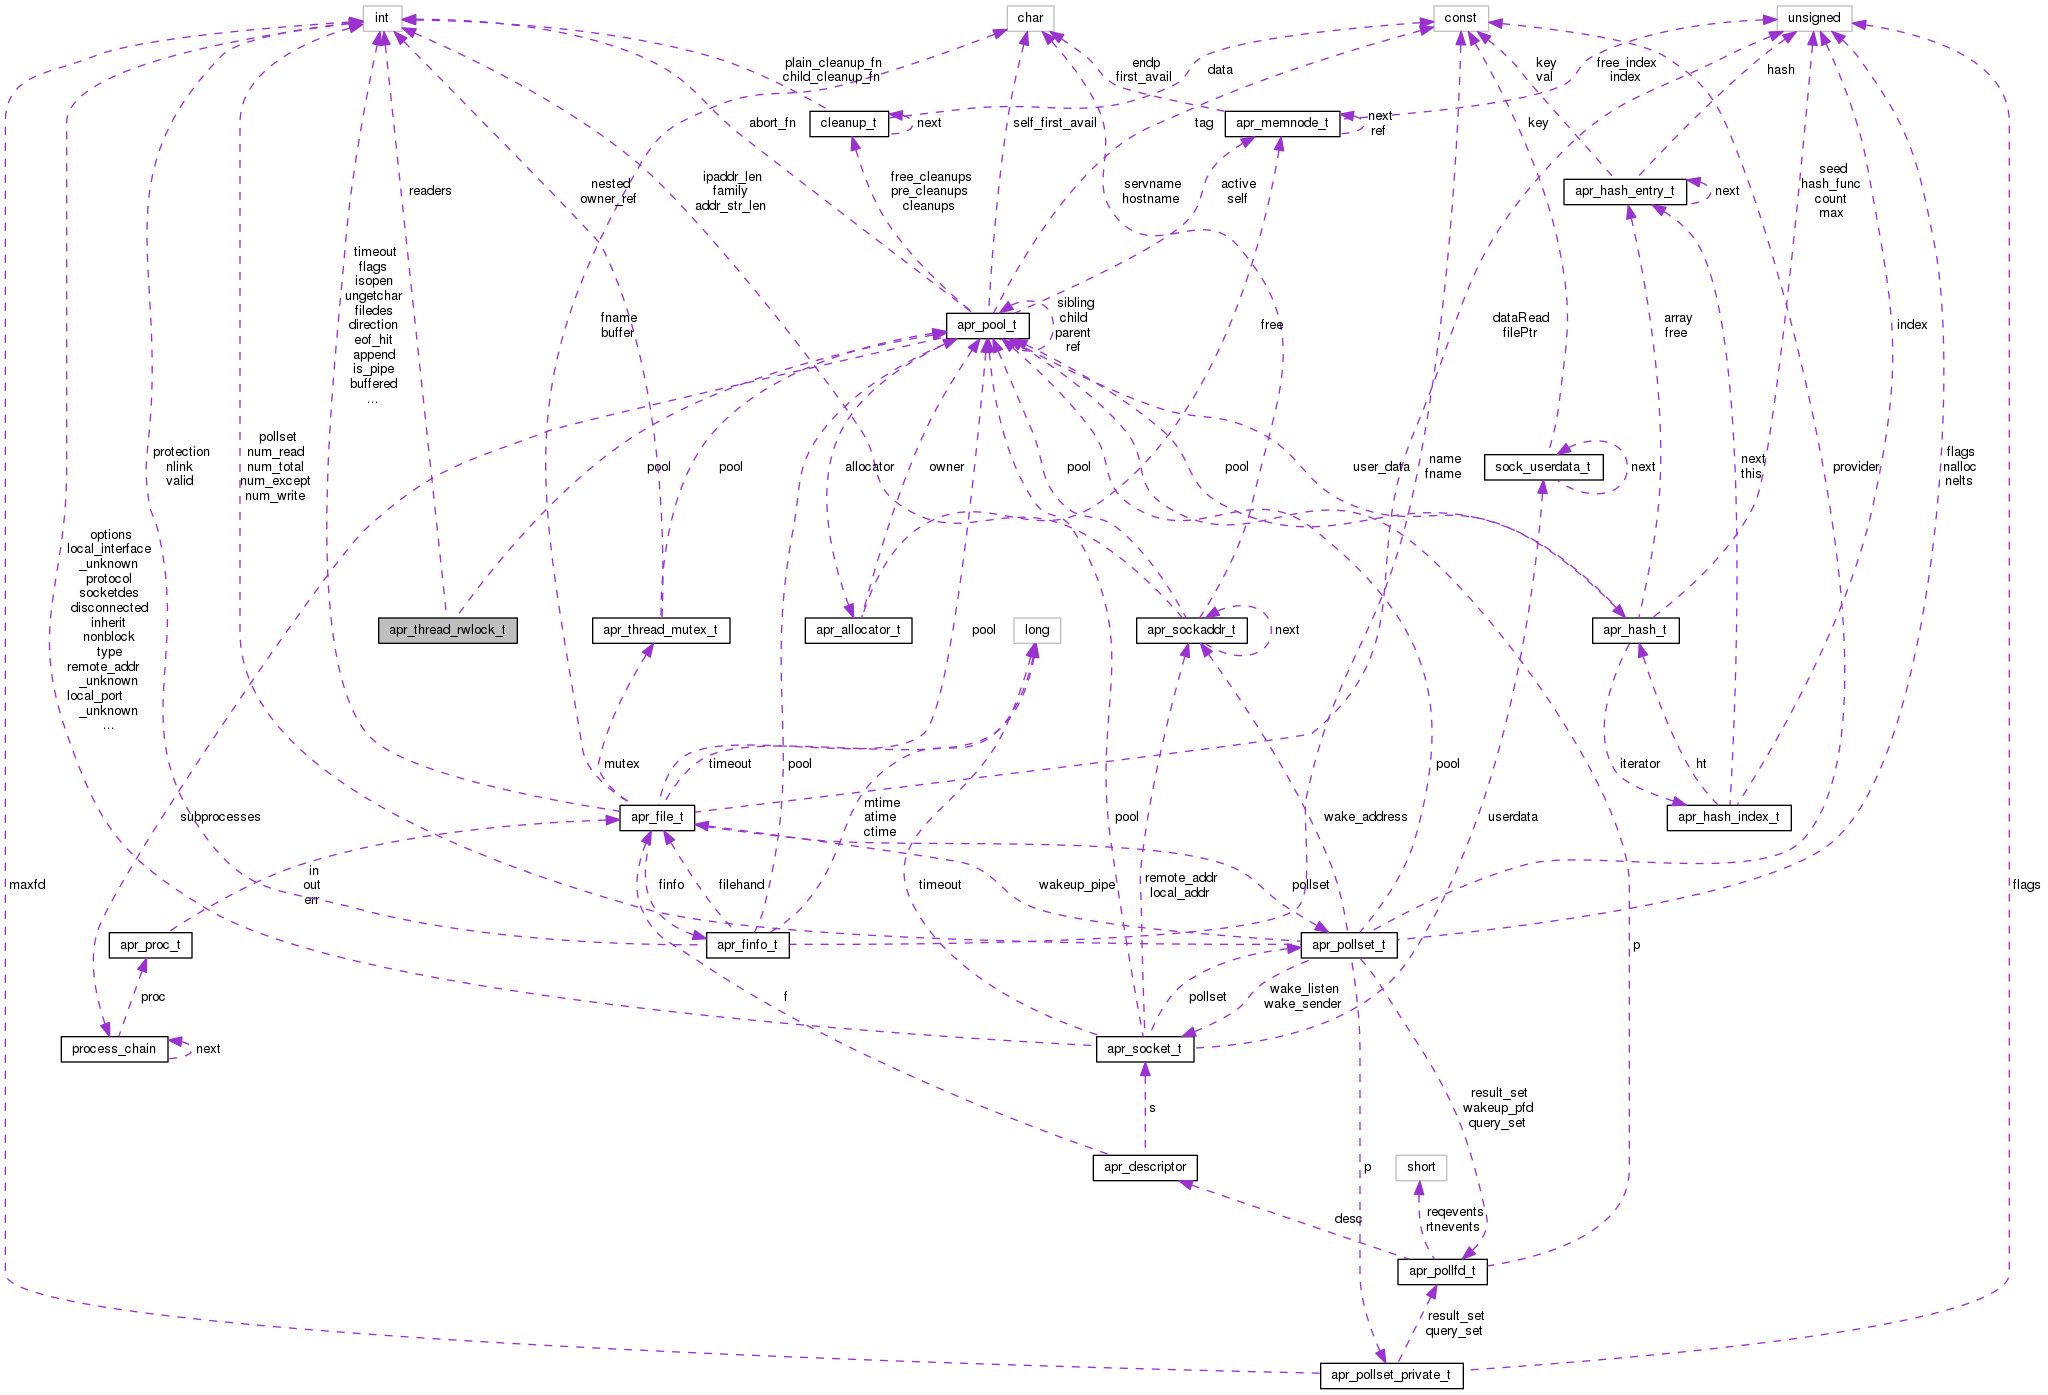 int
char
const
unsigned
plain_cleanup_fn
child_cleanup_fn
endp
first_avail
data
key
val
free_index
index
hash
cleanup_t
next
abort_fn
self_first_avail
tag
apr_memnode_t
next
ref
key
readers
nested
owner_ref
ipaddr_len
family
addr_str_len
free_cleanups
pre_cleanups
cleanups
servname
hostname
active
self
apr_hash_entry_t
next
seed
hash_func
count
max
timeout
flags
isopen
ungetchar
filedes
direction
eof_hit
append
is_pipe
buffered
...
fname
buffer
apr_pool_t
sibling
child
parent
ref
free
dataRead
filePtr
array
free
index
protection
nlink
valid
pollset
num_read
num_total
num_except
num_write
pool
pool
allocator
owner
pool
pool
user_data
name
fname
sock_userdata_t
next
next
this
provider
flags
nalloc
nelts
options
local_interface
_unknown
protocol
socketdes
disconnected
inherit
nonblock
type
remote_addr
_unknown
local_port
_unknown
...
apr_thread_rwlock_t
apr_thread_mutex_t
apr_allocator_t
pool
long
apr_sockaddr_t
next
apr_hash_t
mutex
timeout
pool
pool
iterator
ht
subprocesses
apr_file_t
mtime
atime
ctime
pool
wake_address
userdata
apr_hash_index_t
maxfd
in
out
err
finfo
filehand
timeout
wakeup_pipe
remote_addr
local_addr
pollset
flags
apr_proc_t
apr_finfo_t
apr_pollset_t
p
proc
f
pollset
wake_listen
wake_sender
process_chain
next
apr_socket_t
s
result_set
wakeup_pfd
query_set
apr_descriptor
p
short
desc
reqevents
rtnevents
apr_pollfd_t
result_set
query_set
apr_pollset_private_t